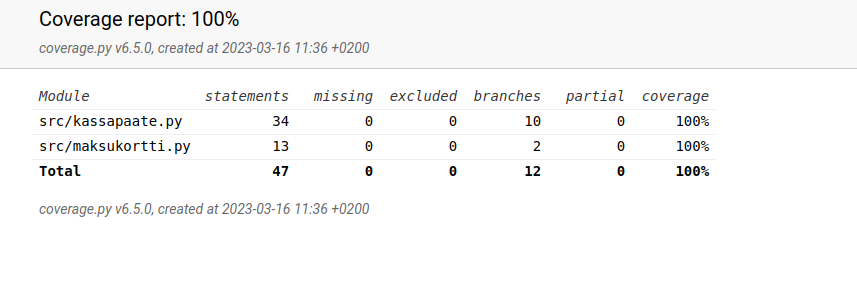 Coverage report: 100%
coverage.py v6.5.0, created at 2023-03-16 11:36 +0200
Module statements missing excluded branches partial coverage
src/kassapaate.py 34 0 0 10 0 100%
src/maksukortti.py 13 0 0 2 0 100%
Total 47 0 0 12 0 100%
coverage.py v6.5.0, created at 2023-03-16 11:36 +0200